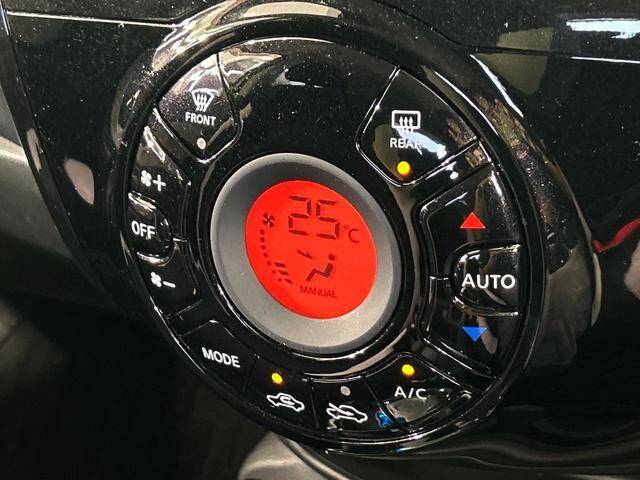 FRONT
REAR
+
OFF
-
25°C
MANUAL
AUTO
MODE
A/C